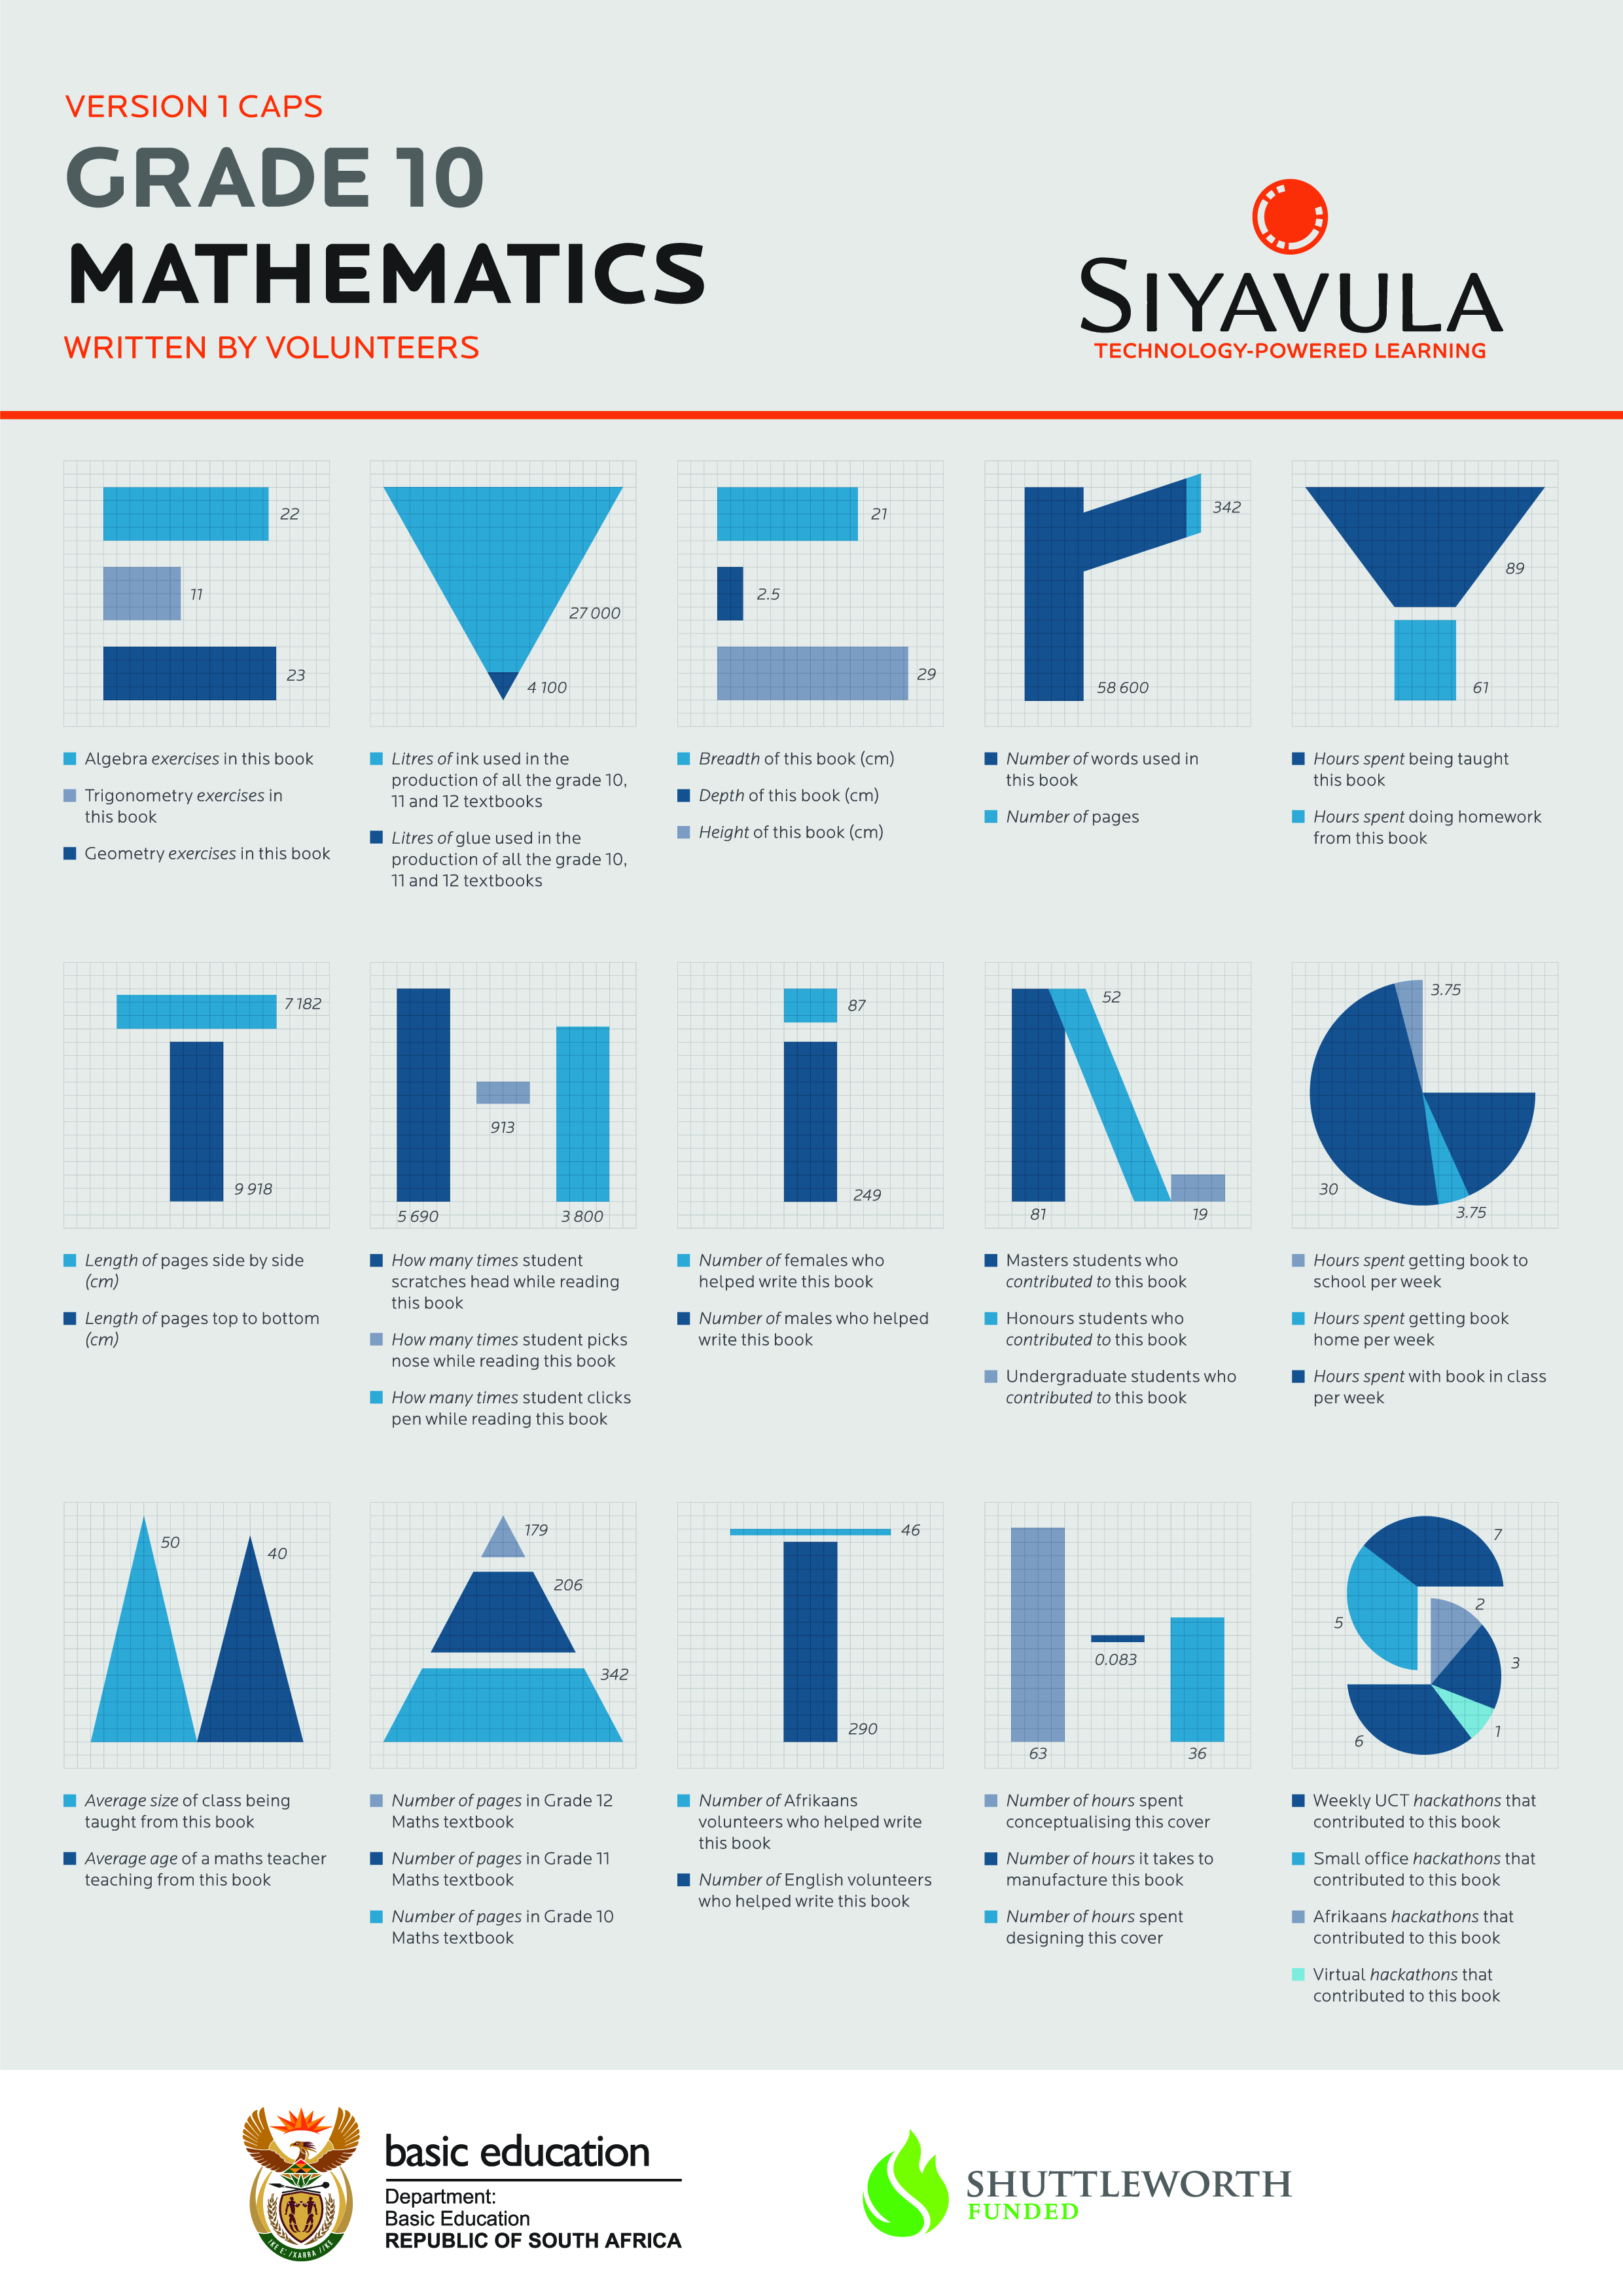 VERSION 1 CAPS
GRADE 10
MATHEMATICS
WRITTEN BY VOLUNTEERS
SIYAVULA
TECHNOLOGY-POWERED LEARNING
22
11
23
Algebra exercises in this book
Trigonometry exercises in
this book
Geometry exercises in this book
27 000
4 100
Litres of ink used in the
production of all the grade 10,
11 and 12 textbooks
Litres of glue used in the
production of all the grade 10,
11 and 12 textbooks
21
2.5
29
Breadth of this book (cm)
Depth of this book (cm)
Height of this book (cm)
342
58 600
Number of words used in
this book
Number of pages
89
61
Hours spent being taught
this book
Hours spent doing homework
from this book
7 182
9 918
Length of pages side by side
(cm)
Length of pages top to bottom
(cm)
913
5 690
3 800
How many times student
scratches head while reading
this book
How many times student picks
nose while reading this book
How many times student clicks
pen while reading this book
87
249
Number of females who
helped write this book
Number of males who helped
write this book
52
81
19
Masters students who
contributed to this book
Honours students who
contributed to this book
Undergraduate students who
contributed to this book
3.75
30
3.75
Hours spent getting book to
school per week
Hours spent getting book
home per week
Hours spent with book in class
per week
50
40
Average size of class being
taught from this book
Average age of a maths teacher
teaching from this book
179
206
342
Number of pages in Grade 12
Maths textbook
Number of pages in Grade 11
Maths textbook
Number of pages in Grade 10
Maths textbook
46
290
Number of Afrikaans
volunteers who helped write
this book
Number of English volunteers
who helped write this book
0.083
63
36
Number of hours spent
conceptualising this cover
Number of hours it takes to
manufacture this book
Number of hours spent
designing this cover
7
2
5
3
1
6
Weekly UCT hackathons that
contributed to this book
Small office hackathons that
contributed to this book
Afrikaans hackathons that
contributed to this book
Virtual hackathons that
contributed to this book
!KE E: /XARRA //KE
basic education
Department:
Basic Education
REPUBLIC OF SOUTH AFRICA
SHUTTLEWORTH
FUNDED